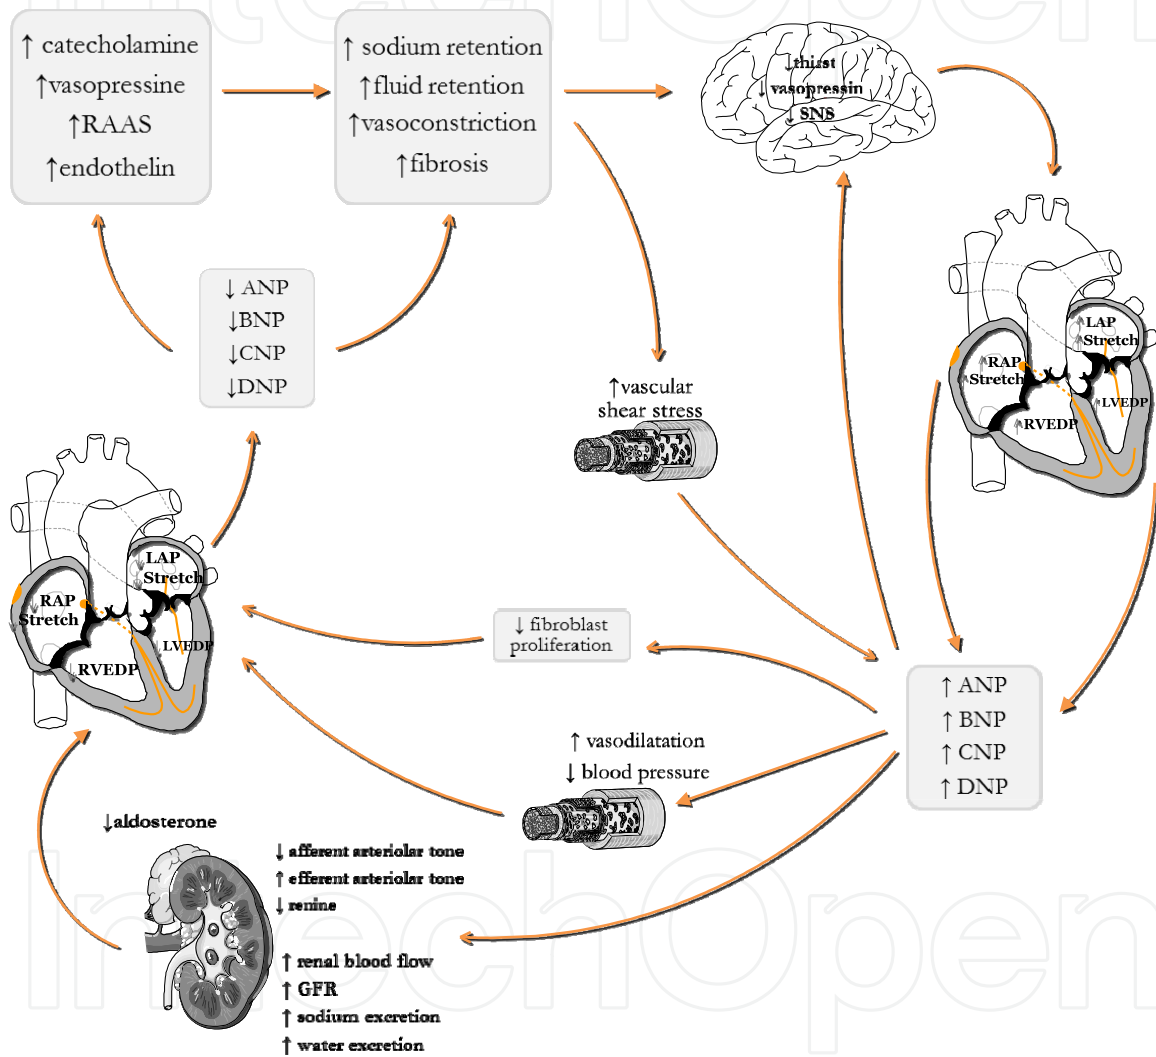 ↑ catecholamine
↑vasopressine
↑RAAS
↑endothelin
↑ sodium retention
↑fluid retention
↑vasoconstriction
↑fibrosis
↓thirst
↓ vasopressin
↓ SNS
↓ ANP
↓BNP
↓CNP
↓DNP
↑ LAP
↑ Stretch
↑ RAP
↑ Stretch
↑ LVEDP
↑ RVEDP
↑vascular
shear stress
↓ LAP
↓ Stretch
↓ RAP
↓ Stretch
↓ LVEDP
↓ RVEDP
↓ fibroblast
proliferation
↑ ANP
↑ BNP
↑ CNP
↑ DNP
↑ vasodilatation
↓ blood pressure
↓aldosterone
↓ afferent arteriolar tone
↑ efferent arteriolar tone
↓ renine
↑ renal blood flow
↑ GFR
↑ sodium excretion
↑ water excretion
IntechOpen
IntechOpen